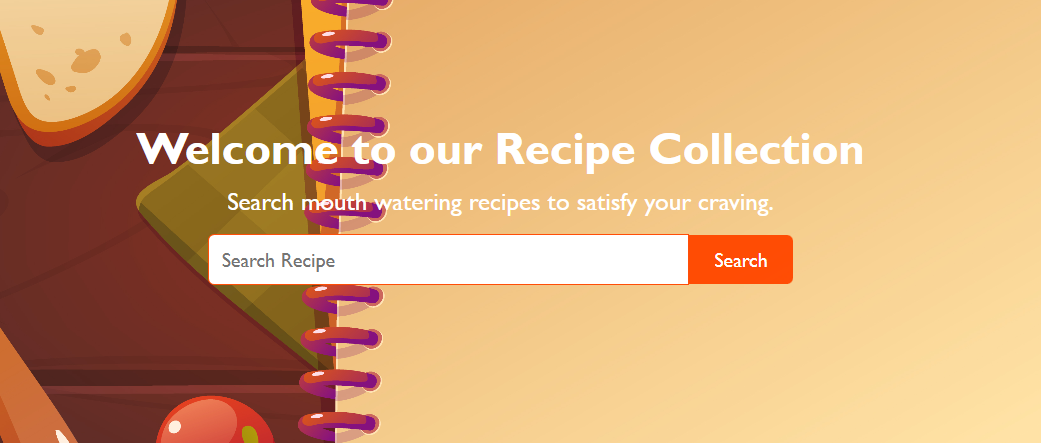 Welcome to our Recipe Collection
Search mouth watering recipes to satisfy your craving.
Search Recipe
Search